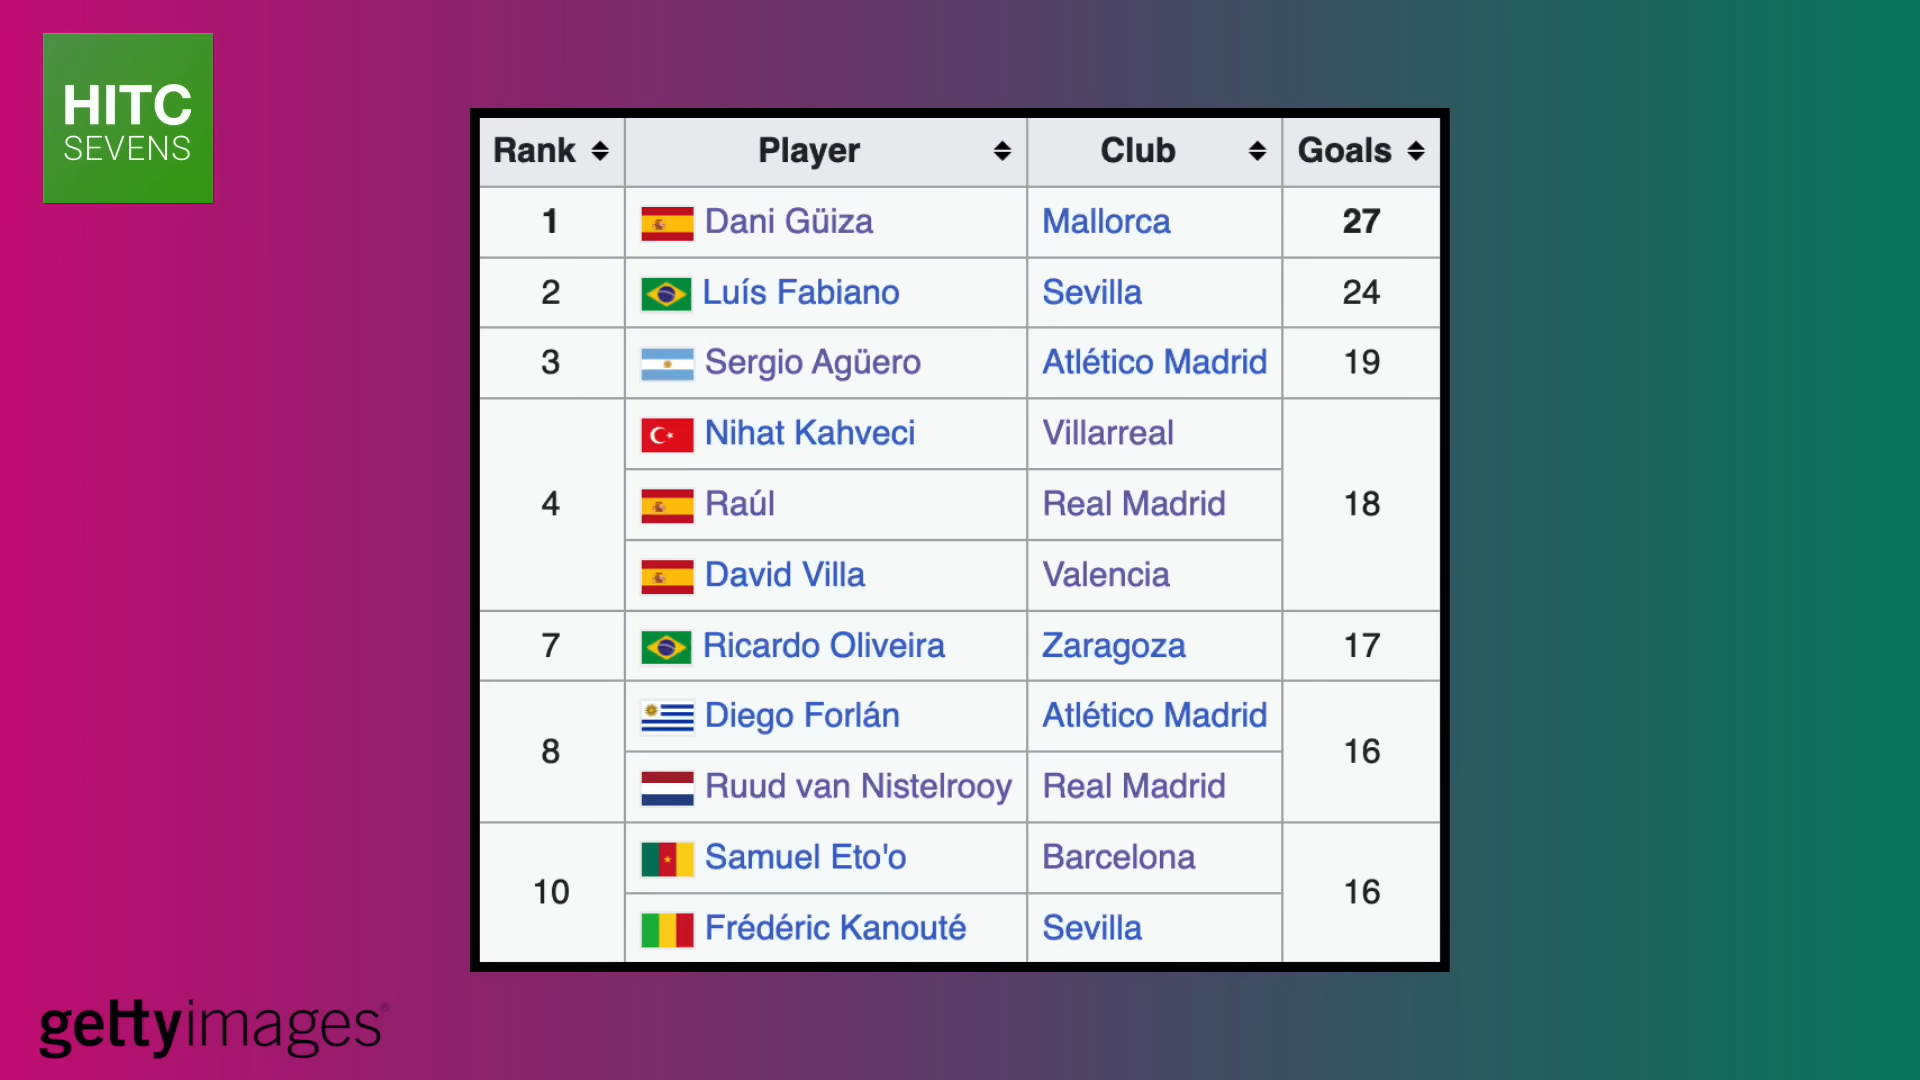 HITC
SEVENS
Rank Player Club Goals
1 Dani Güiza Mallorca 27
2 Luís Fabiano Sevilla 24
3 Sergio Agüero Atlético Madrid 19
4 Nihat Kahveci Villarreal 18
Raúl Real Madrid
David Villa Valencia
7 Ricardo Oliveira Zaragoza 17
8 Diego Forlán Atlético Madrid 16
Ruud van Nistelrooy Real Madrid
10 Samuel Eto'o Barcelona 16
Frédéric Kanouté Sevilla
gettyimages®